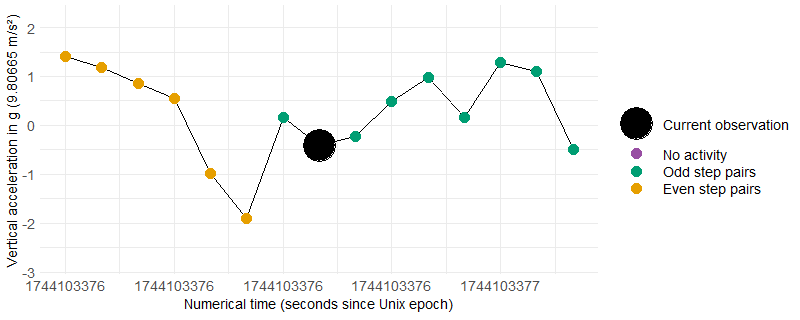 Vertical acceleration in g (9.80665 m/s²)
2
1
0
-1
-2
-3
1744103376 1744103376 1744103376 1744103376 1744103377
Numerical time (seconds since Unix epoch)
Current observation
No activity
Odd step pairs
Even step pairs